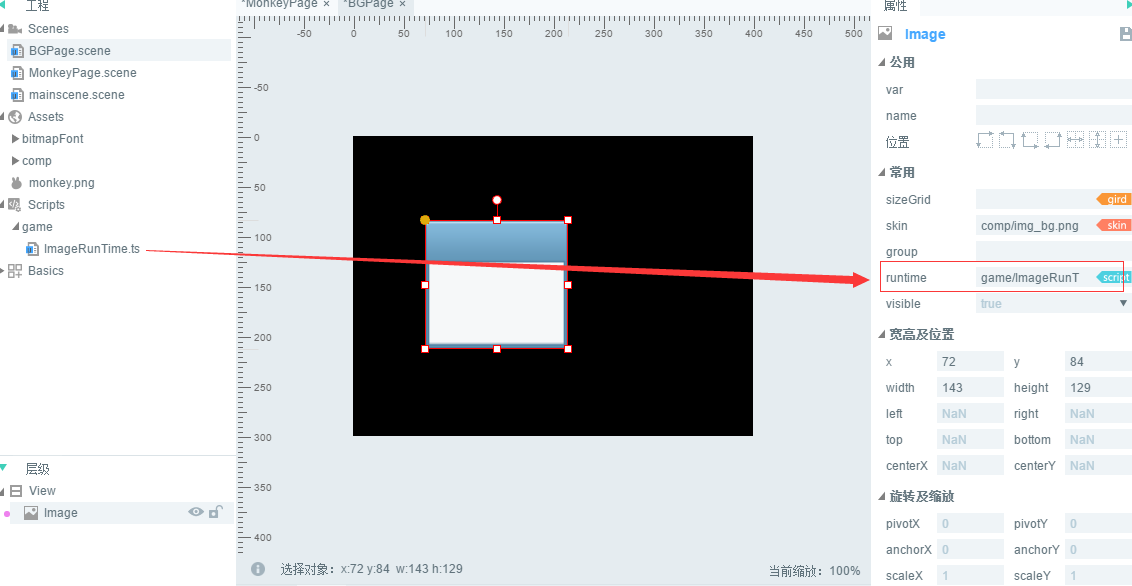 工程
Scenes
BGPage.scene
MonkeyPage.scene
mainscene.scene
Assets
bitmapFont
comp
monkey.png
Scripts
game
ImageRunTime.ts
Basics
层级
View
Image
*MonkeyPage ×
*BGPage ×
-50 0 50 100 150 200 250 300 350 400 450 500
-50
0
50
100
150
200
250
300
350
400
选择对象: x:72 y:84 w:143 h:129
当前缩放: 100%
属性
Image
公用
var
name
位置
常用
sizeGrid gird
skin comp/img_bg.png skin
group
runtime game/ImageRunT script
visible true
宽高及位置
x 72 y 84
width 143 height 129
left NaN right NaN
top NaN bottom NaN
centerX NaN centerY NaN
旋转及缩放
pivotX 0 pivotY 0
anchorX 0 anchorY 0
scaleX 1 scaleY 1